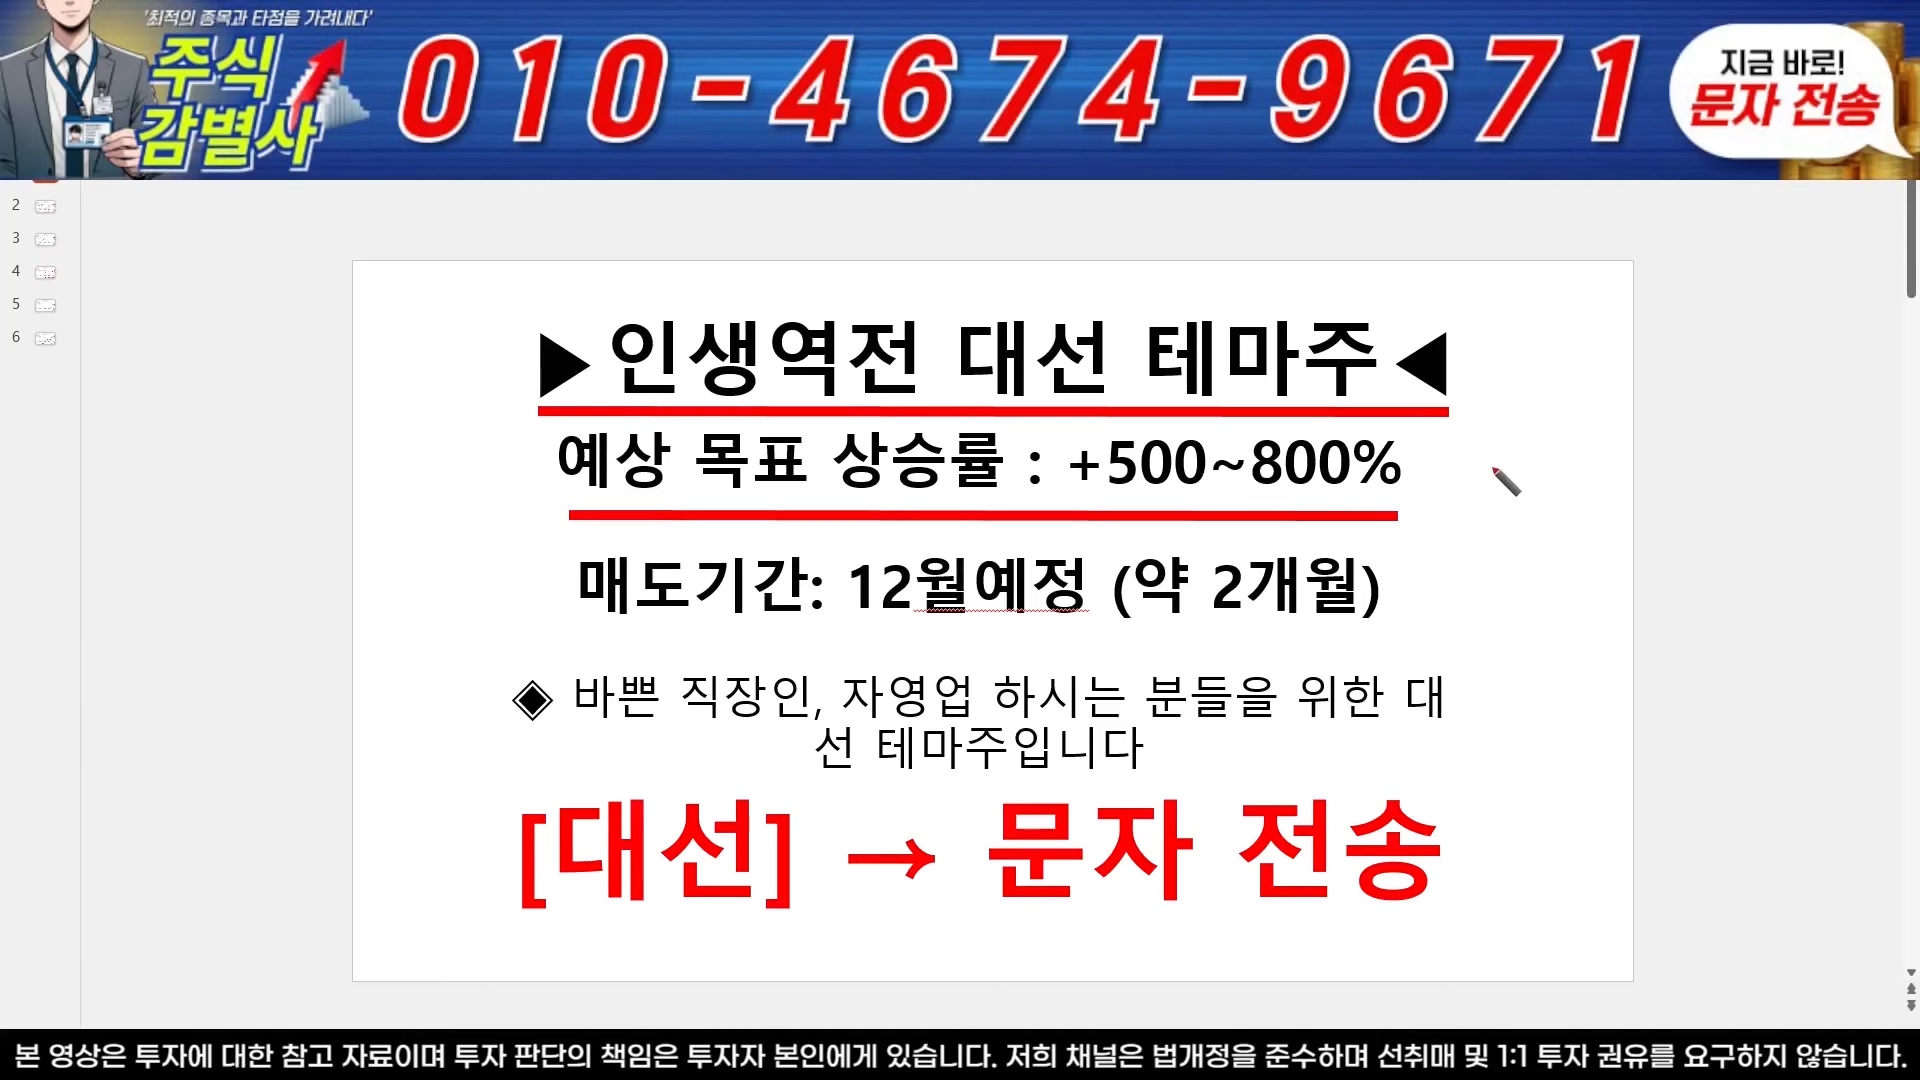 '최적의 종목과 타점을 가려내다'
주식
감별사
010-4674-9671
지금 바로!
문자 전송
2
3
4
5
6
▶인생역전 대선 테마주◀
예상 목표 상승률 : +500~800%
매도기간: 12월예정 (약 2개월)
◈ 바쁜 직장인, 자영업 하시는 분들을 위한 대
선 테마주입니다
[대선] → 문자 전송
본 영상은 투자에 대한 참고 자료이며 투자 판단의 책임은 투자자 본인에게 있습니다. 저희 채널은 법개정을 준수하며 선취매 및 1:1 투자 권유를 요구하지 않습니다.